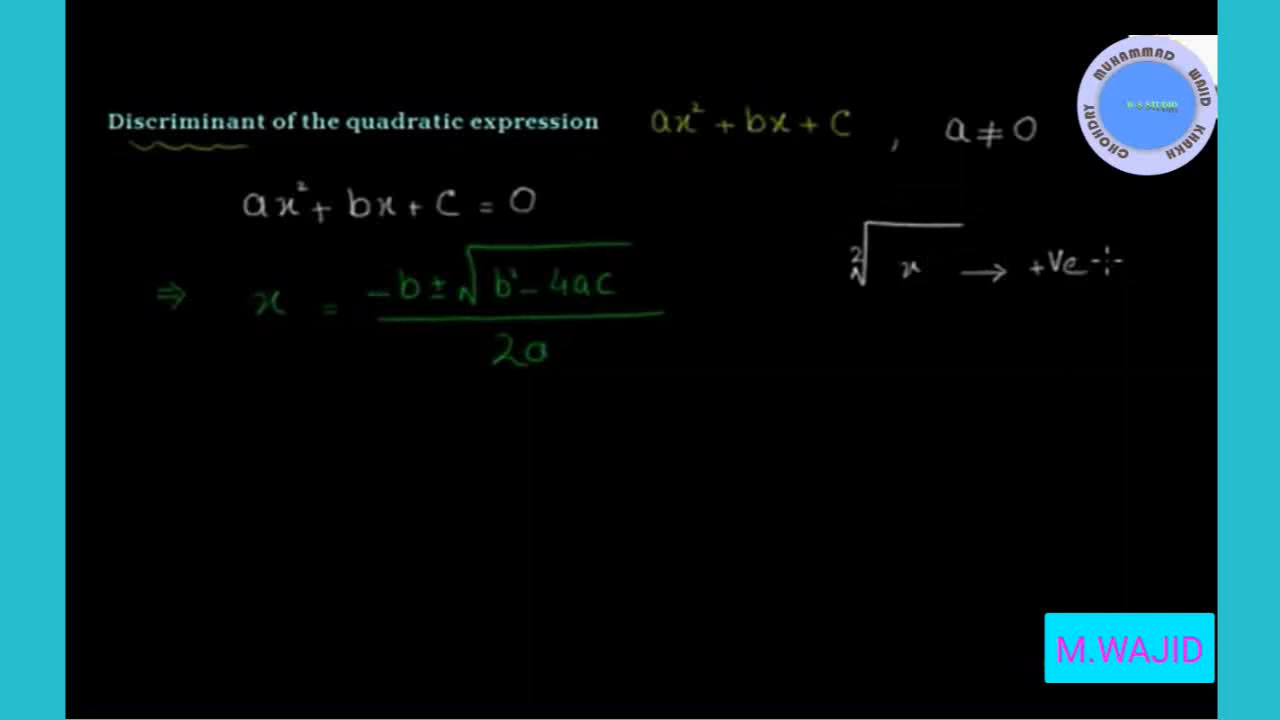 Discriminant of the quadratic expression ax² + bx + c , a ≠ 0
ax² + bx + c = 0
²√x → +ve
⇒ x = -b ± √b² - 4ac
2a
MUHAMMAD WAJID KHAKH CHOHDRY
M.WAJID